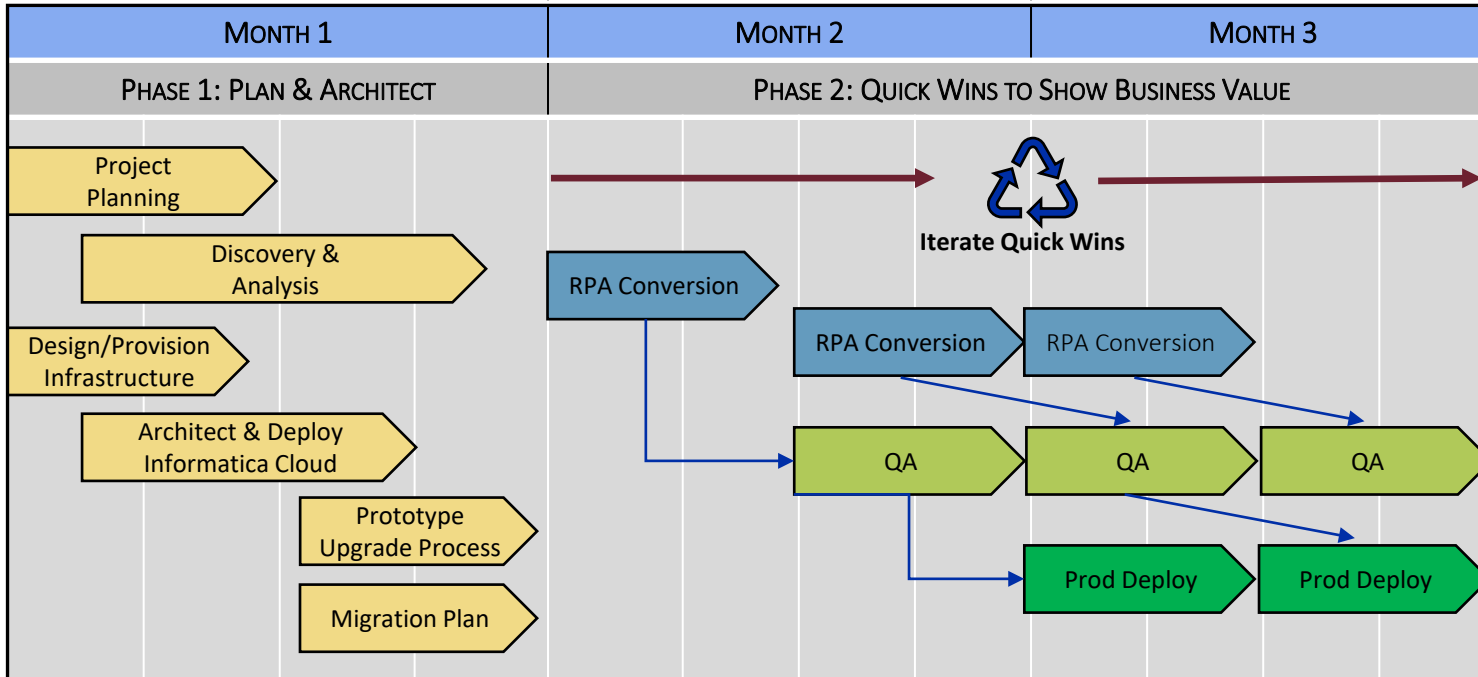 MONTH 1
MONTH 2
MONTH 3
PHASE 1: PLAN & ARCHITECT
PHASE 2: QUICK WINS TO SHOW BUSINESS VALUE
Project
Planning
Iterate Quick Wins
Discovery &
Analysis
RPA Conversion
Design/Provision
Infrastructure
RPA Conversion
RPA Conversion
Architect & Deploy
Informatica Cloud
QA
QA
QA
Prototype
Upgrade Process
Prod Deploy
Prod Deploy
Migration Plan